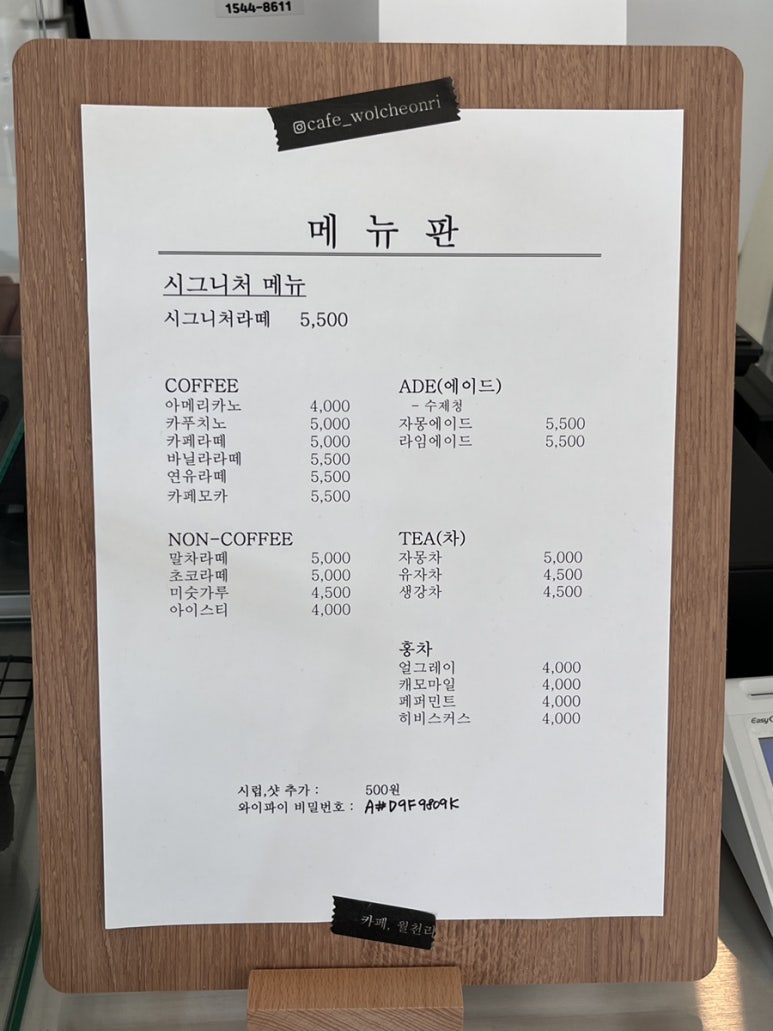 1544-8611
@cafe_wolcheonri
메 뉴 판
시그니처 메뉴
시그니처라떼 5,500
COFFEE
아메리카노 4,000
카푸치노 5,000
카페라떼 5,000
바닐라라떼 5,500
연유라떼 5,500
카페모카 5,500
ADE(에이드)
- 수제청
자몽에이드 5,500
라임에이드 5,500
NON-COFFEE
말차라떼 5,000
초코라떼 5,000
미숫가루 4,500
아이스티 4,000
TEA(차)
자몽차 5,000
유자차 4,500
생강차 4,500
홍차
얼그레이 4,000
캐모마일 4,000
페퍼민트 4,000
히비스커스 4,000
시럽,샷 추가 : 500원
와이파이 비밀번호 : A#D9F9809K
카페, 월천리